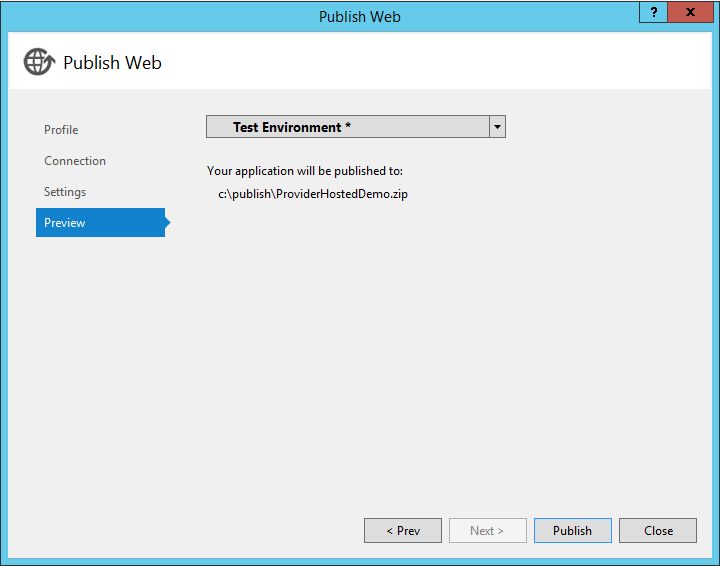 Publish Web
? x
Publish Web
Profile
Connection
Settings
Preview
Test Environment *
Your application will be published to:
c:\publish\ProviderHostedDemo.zip
< Prev
Next >
Publish
Close